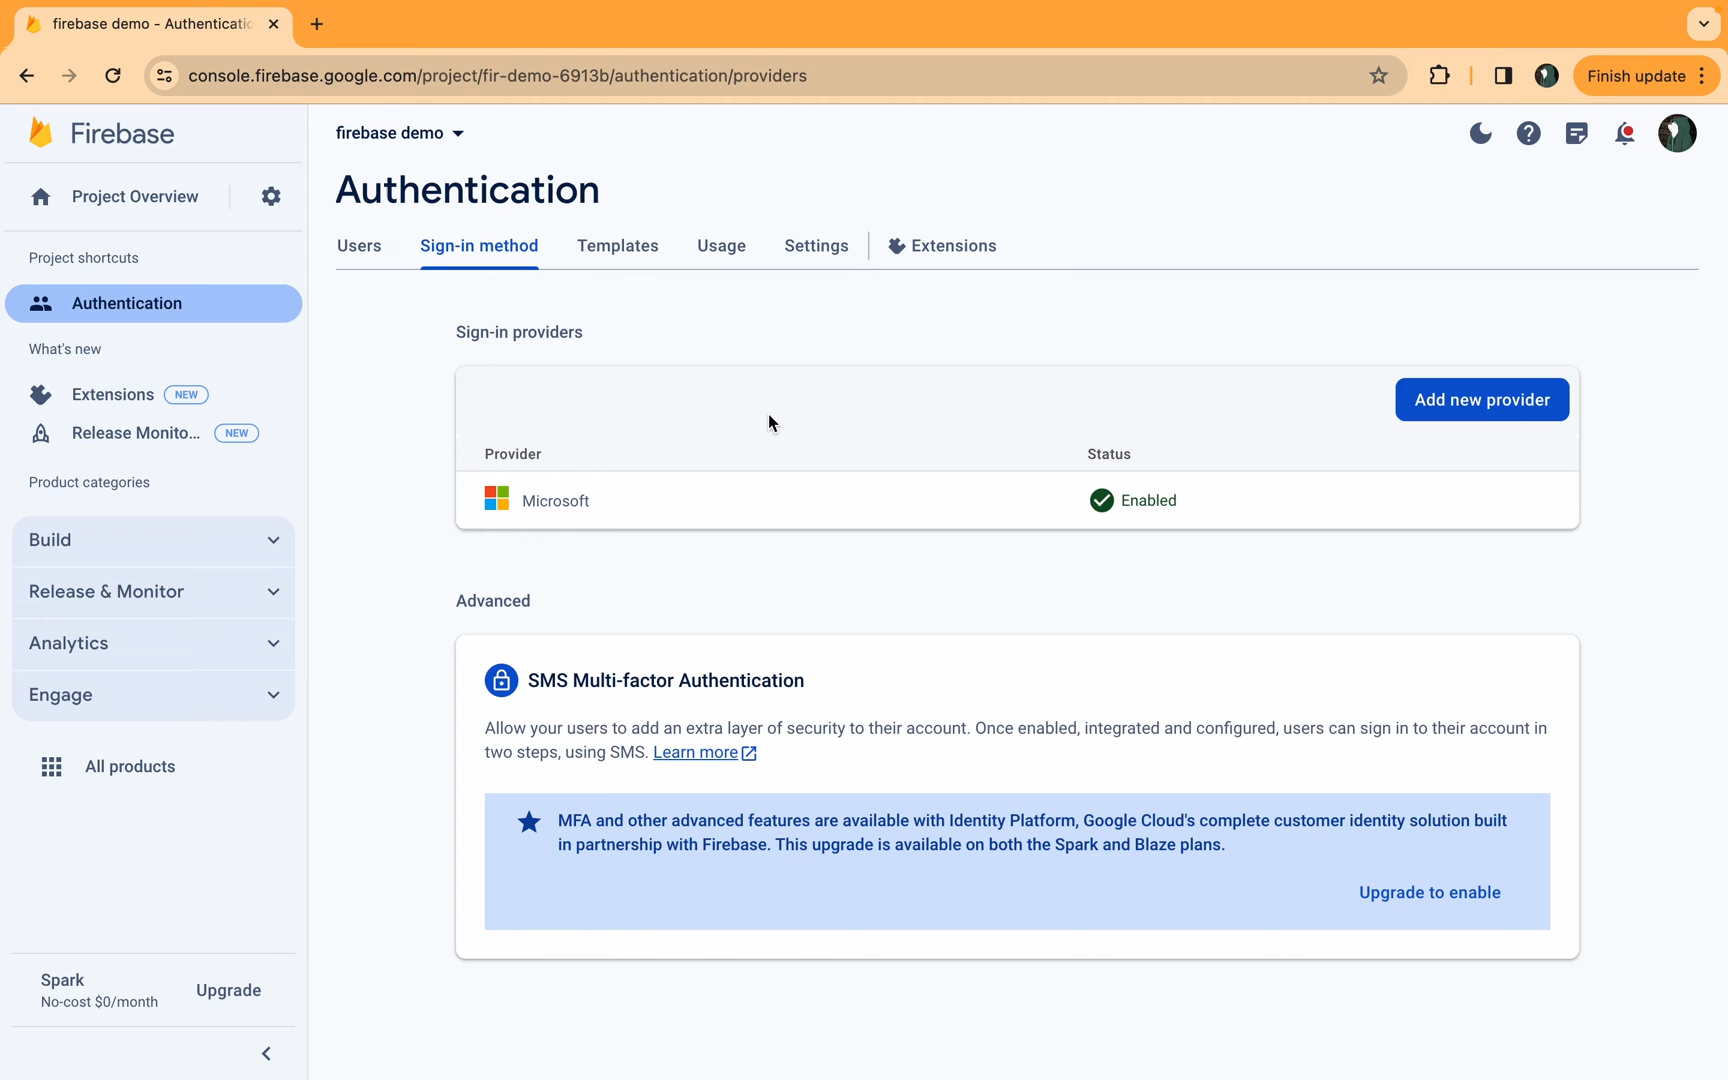 firebase demo - Authenticatic
console.firebase.google.com/project/fir-demo-6913b/authentication/providers
Finish update
Firebase
firebase demo
Project Overview
Authentication
Users
Sign-in method
Templates
Usage
Settings
Extensions
Project shortcuts
Authentication
What's new
Extensions NEW
Release Monito... NEW
Product categories
Build
Release & Monitor
Analytics
Engage
All products
Spark
No-cost $0/month
Upgrade
Sign-in providers
Add new provider
Provider
Status
Microsoft
Enabled
Advanced
SMS Multi-factor Authentication
Allow your users to add an extra layer of security to their account. Once enabled, integrated and configured, users can sign in to their account in
two steps, using SMS. Learn more
MFA and other advanced features are available with Identity Platform, Google Cloud's complete customer identity solution built
in partnership with Firebase. This upgrade is available on both the Spark and Blaze plans.
Upgrade to enable